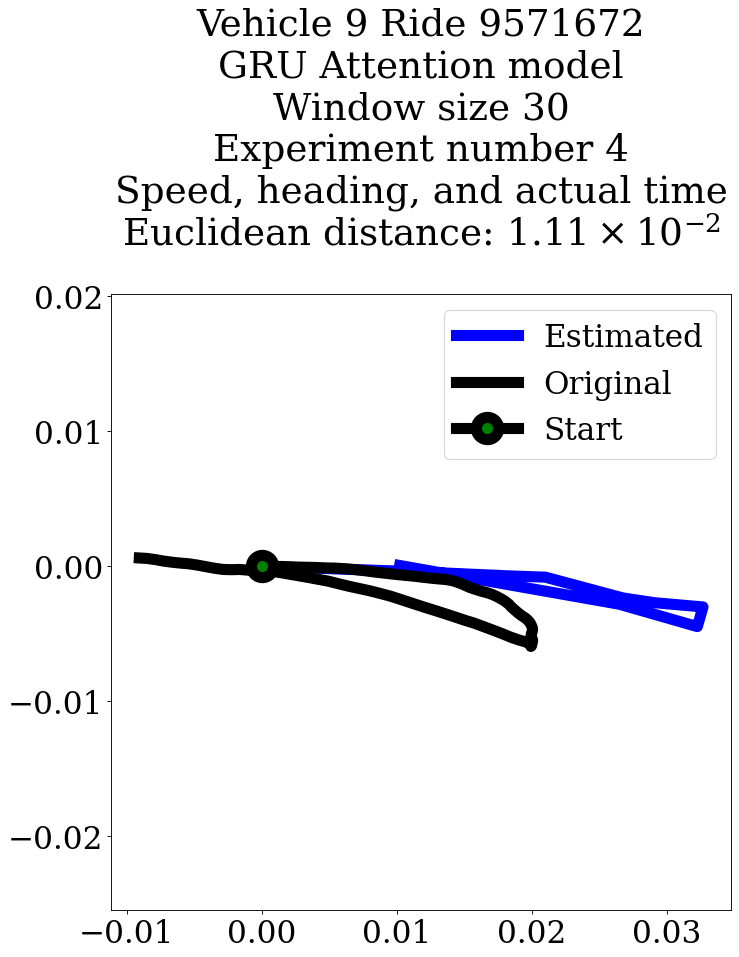 Vehicle 9 Ride 9571672
GRU Attention model
Window size 30
Experiment number 4
Speed, heading, and actual time
Euclidean distance: 1.11 × 10⁻²
0.02
0.01
0.00
−0.01
−0.02
Estimated
Original
Start
−0.01 0.00 0.01 0.02 0.03